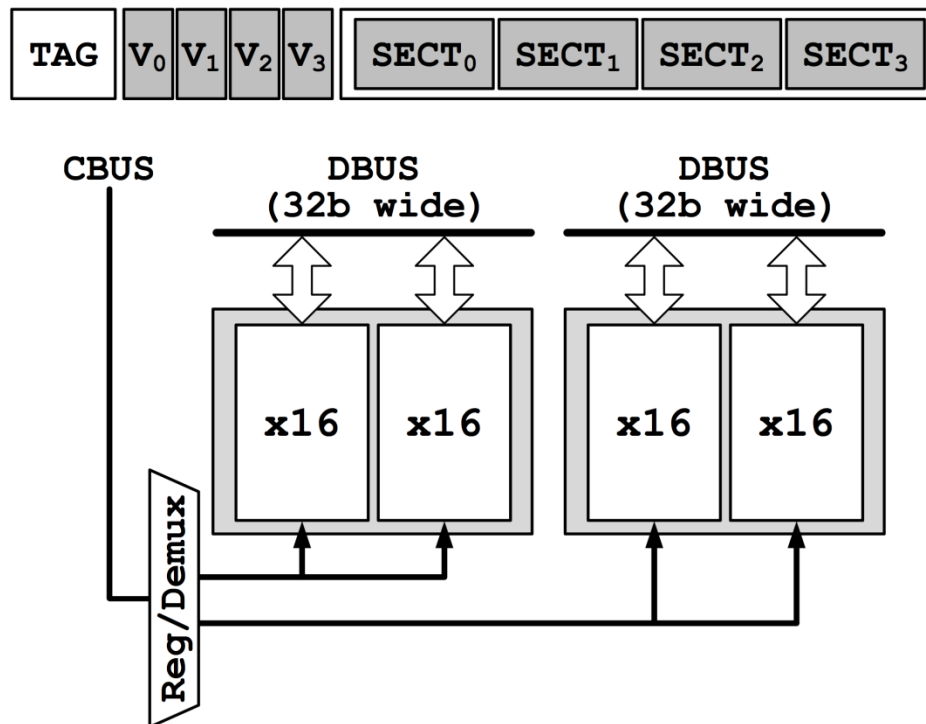 TAG V₀ V₁ V₂ V₃ SECT₀ SECT₁ SECT₂ SECT₃
CBUS DBUS DBUS
(32b wide) (32b wide)
x16 x16 x16 x16
Reg/Demux